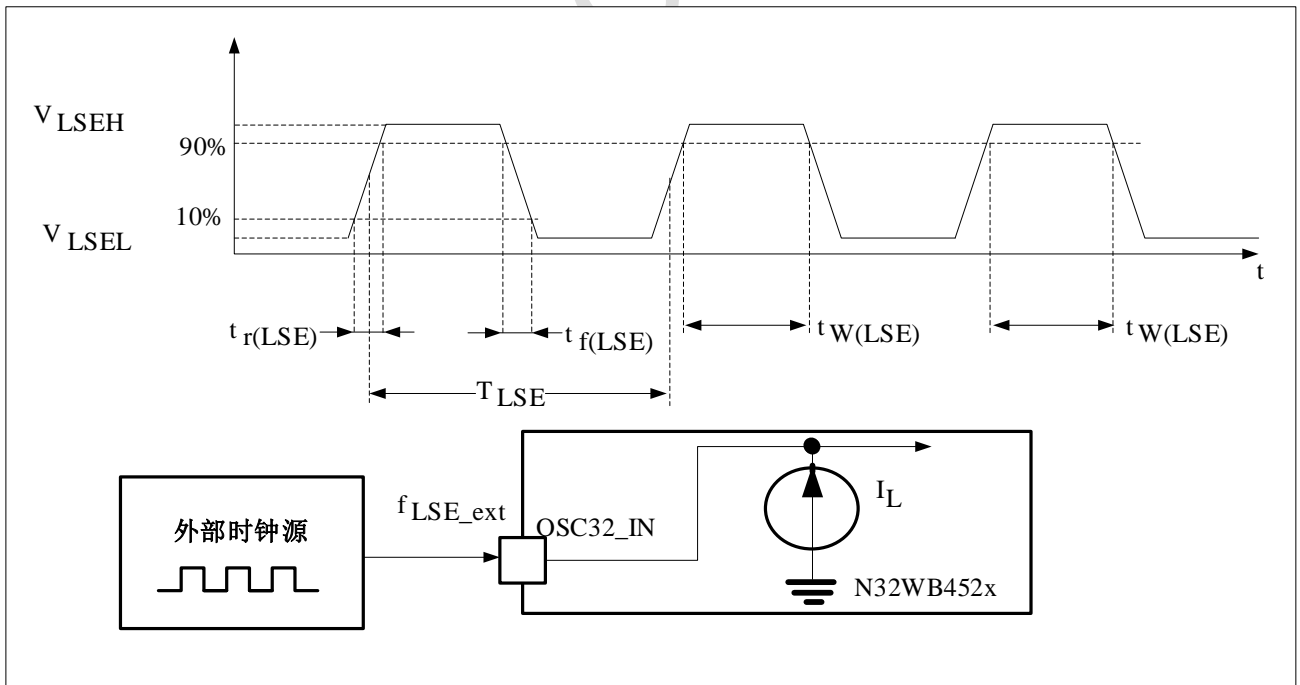 V LSEH
90%
10%
V LSEL
t
t r(LSE)
t f(LSE)
t W(LSE)
t W(LSE)
T LSE
外部时钟源
f LSE_ext
OSC32_IN
I L
N32WB452x